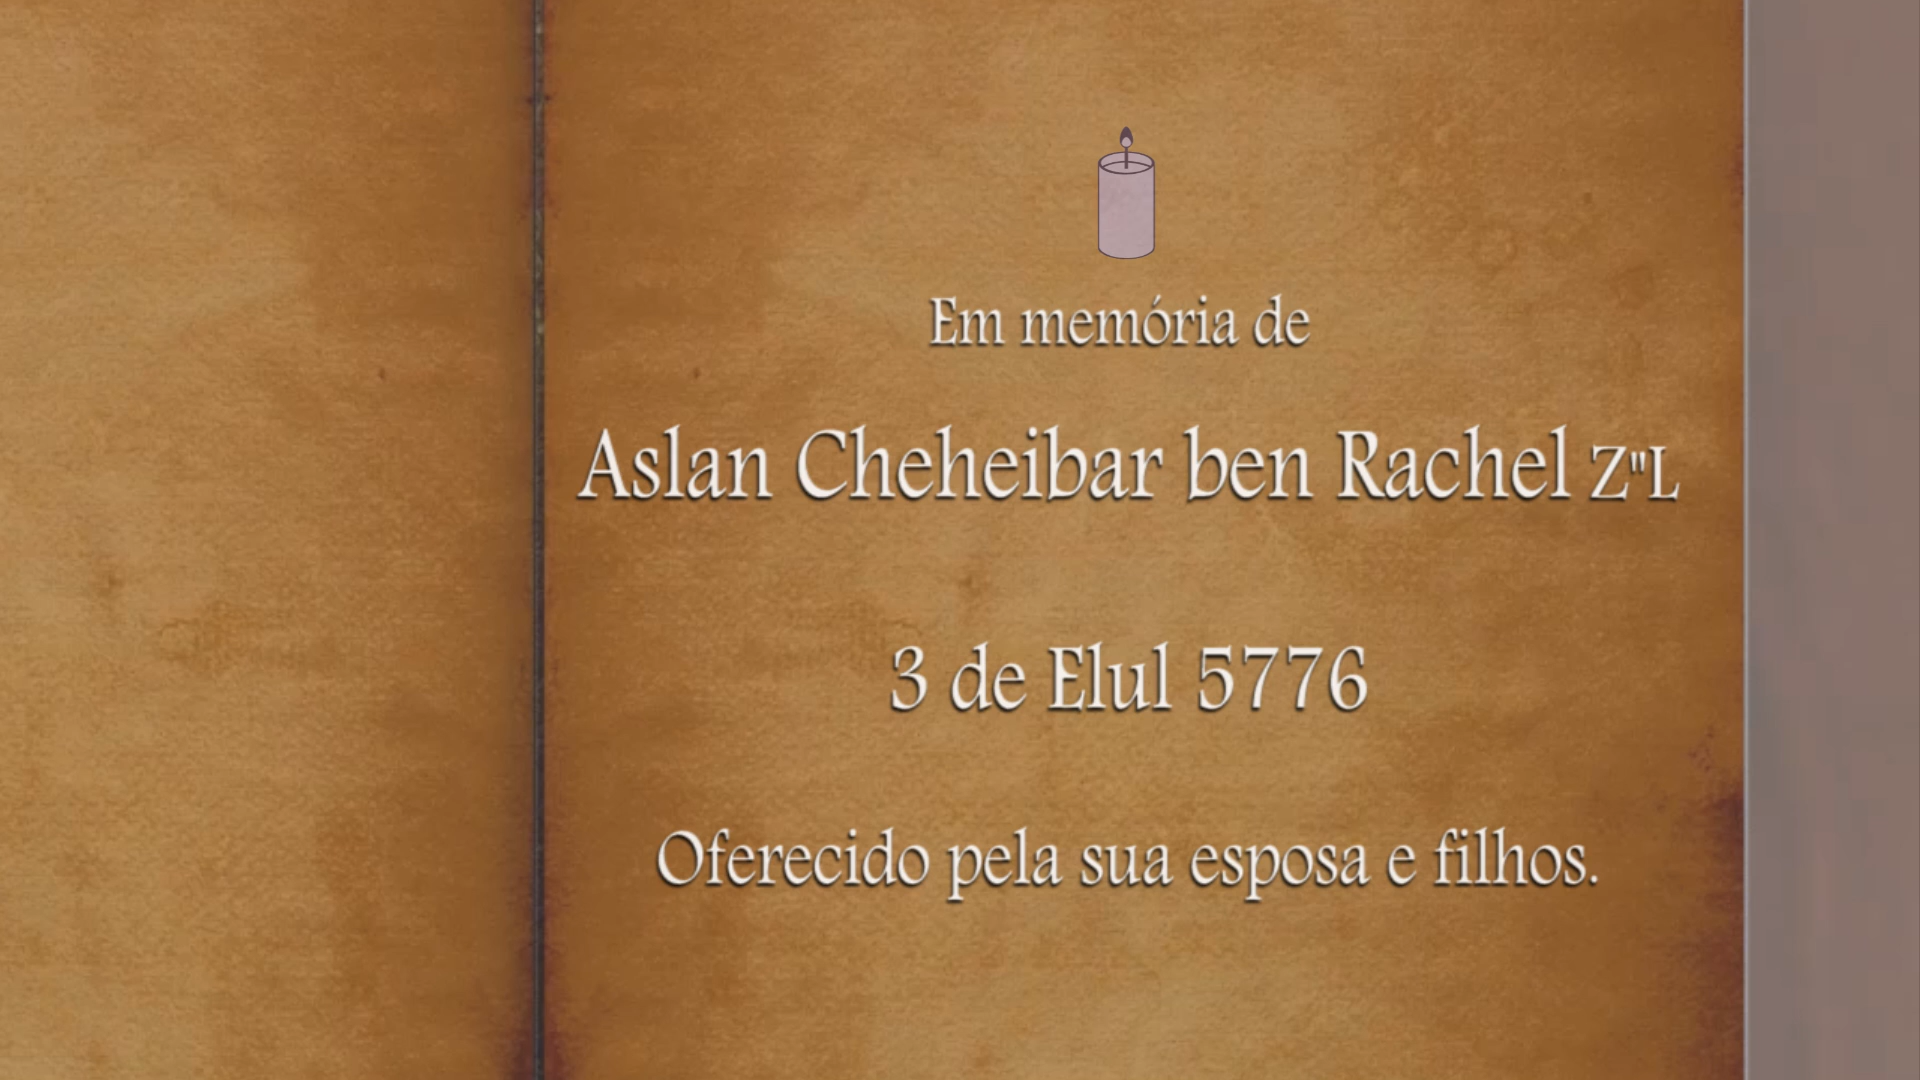 Em memória de
Aslan Cheheibar ben Rachel Z"L
3 de Elul 5776
Oferecido pela sua esposa e filhos.